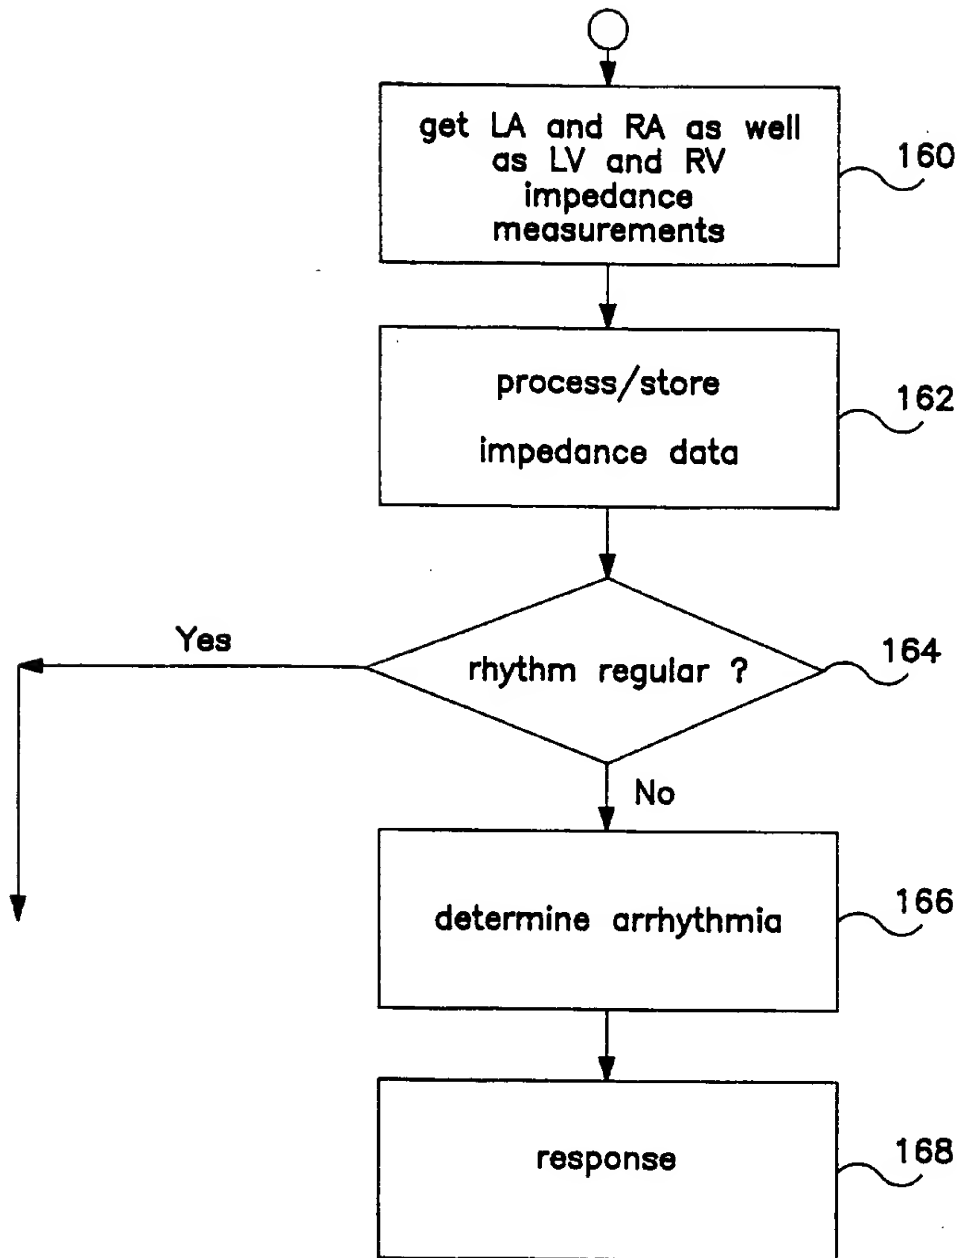 get LA and RA as well
as LV and RV
impedance
measurements
160
process/store
impedance data
162
Yes
rhythm regular ?
164
No
determine arrhythmia
166
response
168